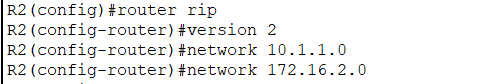 R2(config)#router rip
R2(config-router)#version 2
R2(config-router)#network 10.1.1.0
R2(config-router)#network 172.16.2.0